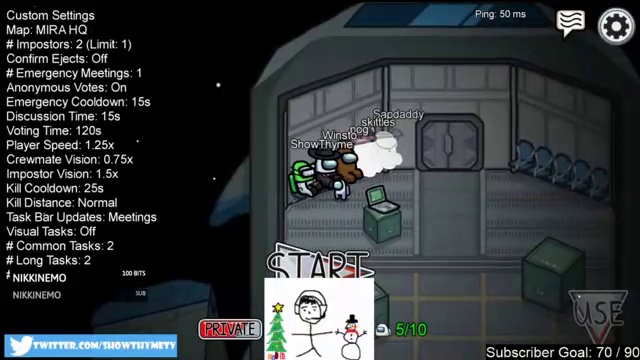 Custom Settings
Map: MIRA HQ
# Impostors: 2 (Limit: 1)
Confirm Ejects: Off
# Emergency Meetings: 1
Anonymous Votes: On
Emergency Cooldown: 15s
Discussion Time: 15s
Voting Time: 120s
Player Speed: 1.25x
Crewmate Vision: 0.75x
Impostor Vision: 1.5x
Kill Cooldown: 25s
Kill Distance: Normal
Task Bar Updates: Meetings
Visual Tasks: Off
# Common Tasks: 2
# Long Tasks: 2
NIKKINEMO 100 BITS
NIKKINEMO SUB
TWITTER.COM/SHOWTHYMETV
Ping: 50 ms
Sapdaddy
skittles
nog
Winsto
ShowThyme
START
PRIVATE
5/10
USE
Subscriber Goal: 70 / 90